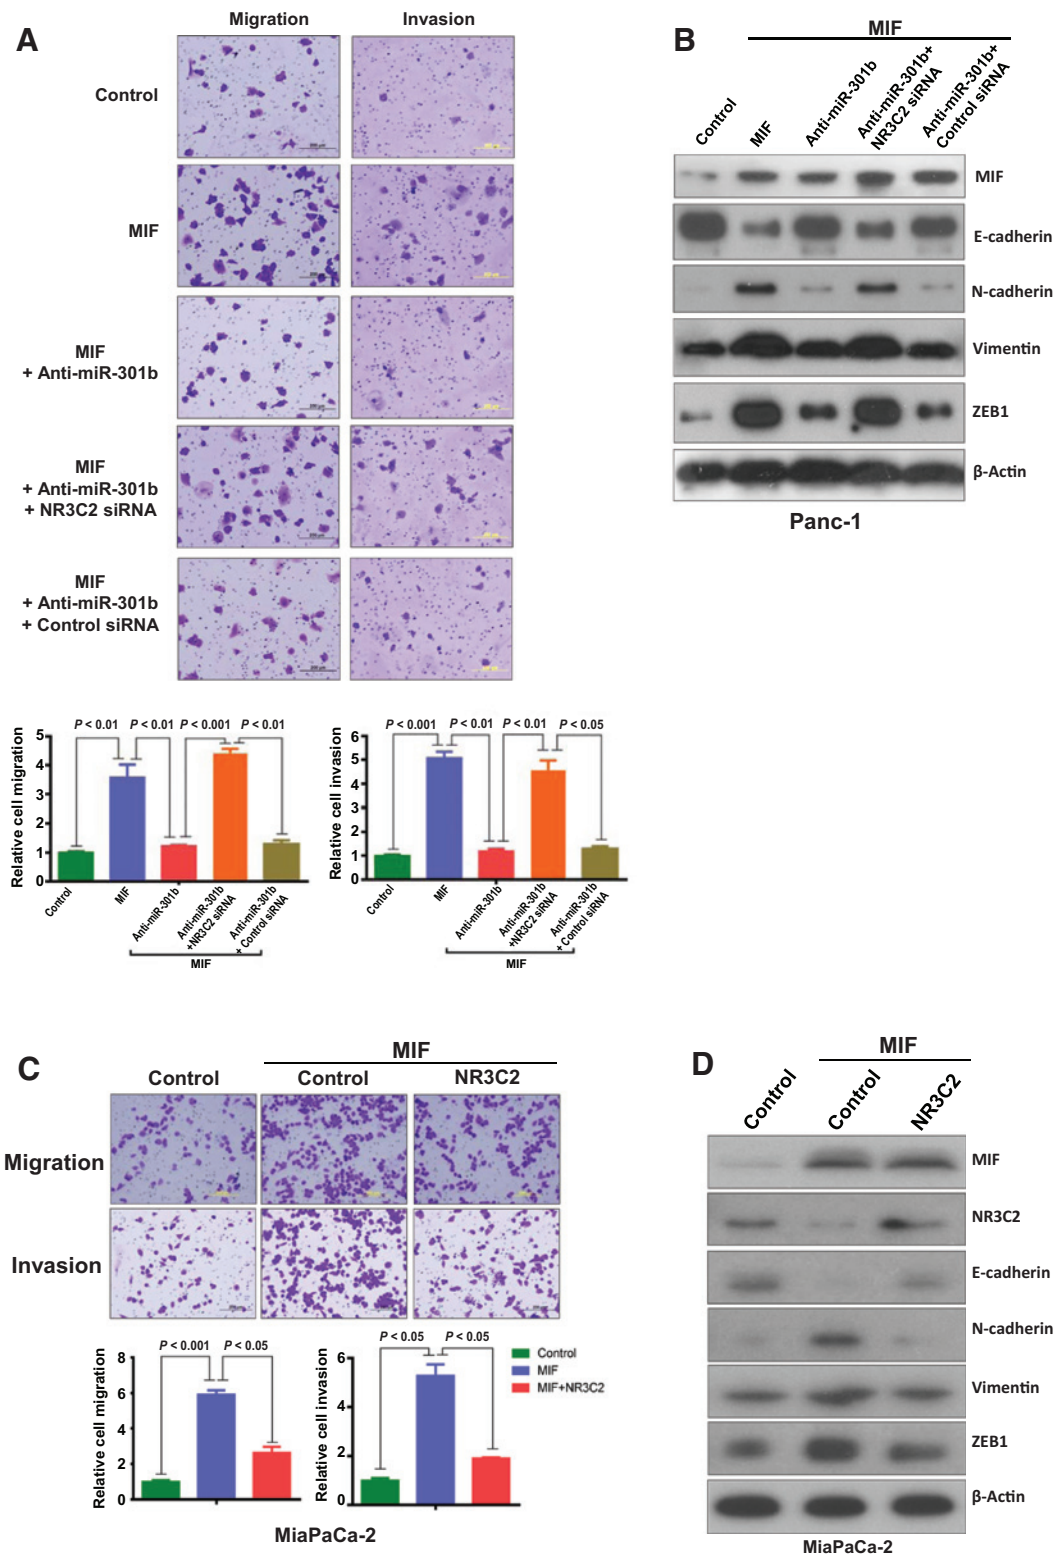 A
Migration
Invasion
Control
MIF
MIF
+ Anti-miR-301b
MIF
+ Anti-miR-301b
+ NR3C2 siRNA
MIF
+ Anti-miR-301b
+ Control siRNA
P < 0.01
P < 0.01
P < 0.001
P < 0.01
Relative cell migration
5
4
3
2
1
0
Control
MIF
Anti-miR-301b
Anti-miR-301b
+NR3C2 siRNA
Anti-miR-301b
+ Control siRNA
MIF
P < 0.001
P < 0.01
P < 0.01
P < 0.05
Relative cell invasion
6
5
4
3
2
1
0
Control
MIF
Anti-miR-301b
Anti-miR-301b
+NR3C2 siRNA
Anti-miR-301b
+ Control siRNA
MIF
B
MIF
Control
MIF
Anti-miR-301b
Anti-miR-301b+
NR3C2 siRNA
Anti-miR-301b+
Control siRNA
MIF
E-cadherin
N-cadherin
Vimentin
ZEB1
β-Actin
Panc-1
C
MIF
Control
Control
NR3C2
Migration
Invasion
P < 0.001
P < 0.05
Relative cell migration
8
6
4
2
0
P < 0.05
P < 0.05
Relative cell invasion
6
4
2
0
Control
MIF
MIF+NR3C2
MiaPaCa-2
D
MIF
Control
Control
NR3C2
MIF
NR3C2
E-cadherin
N-cadherin
Vimentin
ZEB1
β-Actin
MiaPaCa-2